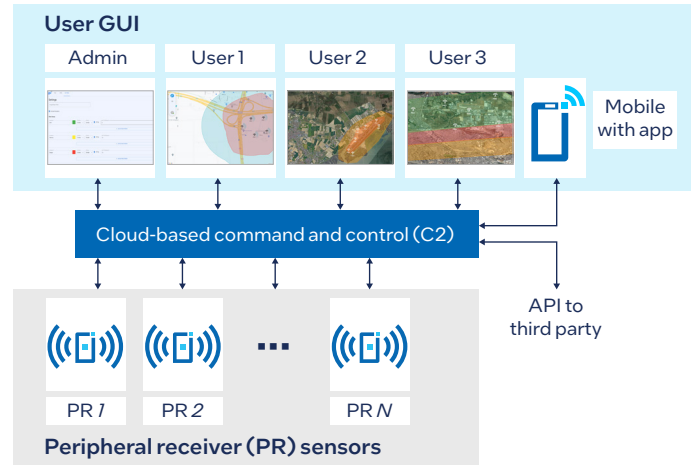 User GUI
Admin
User 1
User 2
User 3
Mobile
with app
Cloud-based command and control (C2)
API to
third party
PR 1
PR 2
PR N
Peripheral receiver (PR) sensors